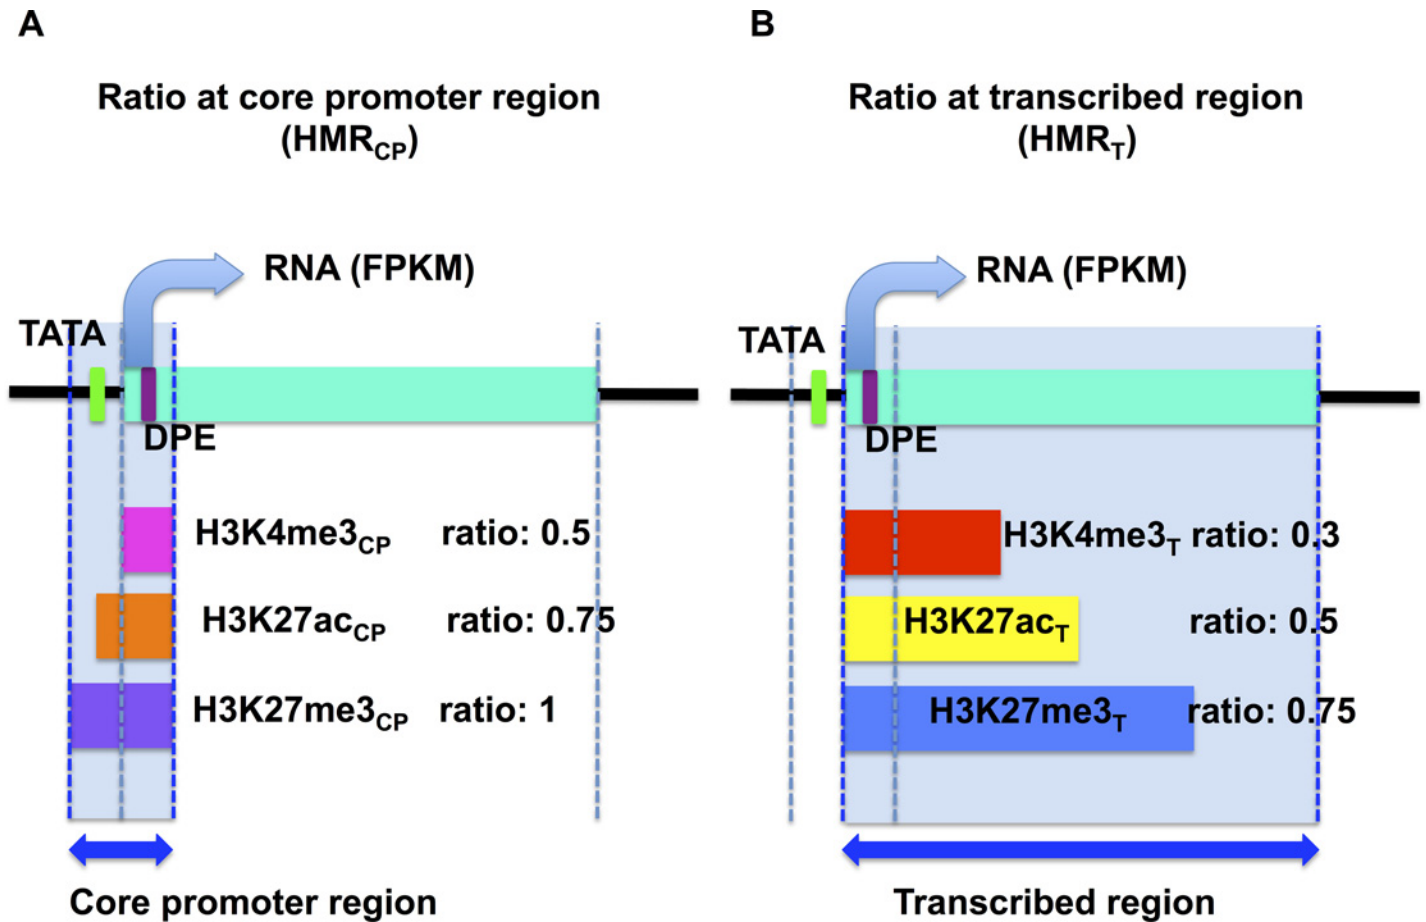 A
Ratio at core promoter region
(HMRCP)
RNA (FPKM)
TATA
DPE
H3K4me3CP ratio: 0.5
H3K27acCP ratio: 0.75
H3K27me3CP ratio: 1
Core promoter region
B
Ratio at transcribed region
(HMRT)
RNA (FPKM)
TATA
DPE
H3K4me3T ratio: 0.3
H3K27acT ratio: 0.5
H3K27me3T ratio: 0.75
Transcribed region